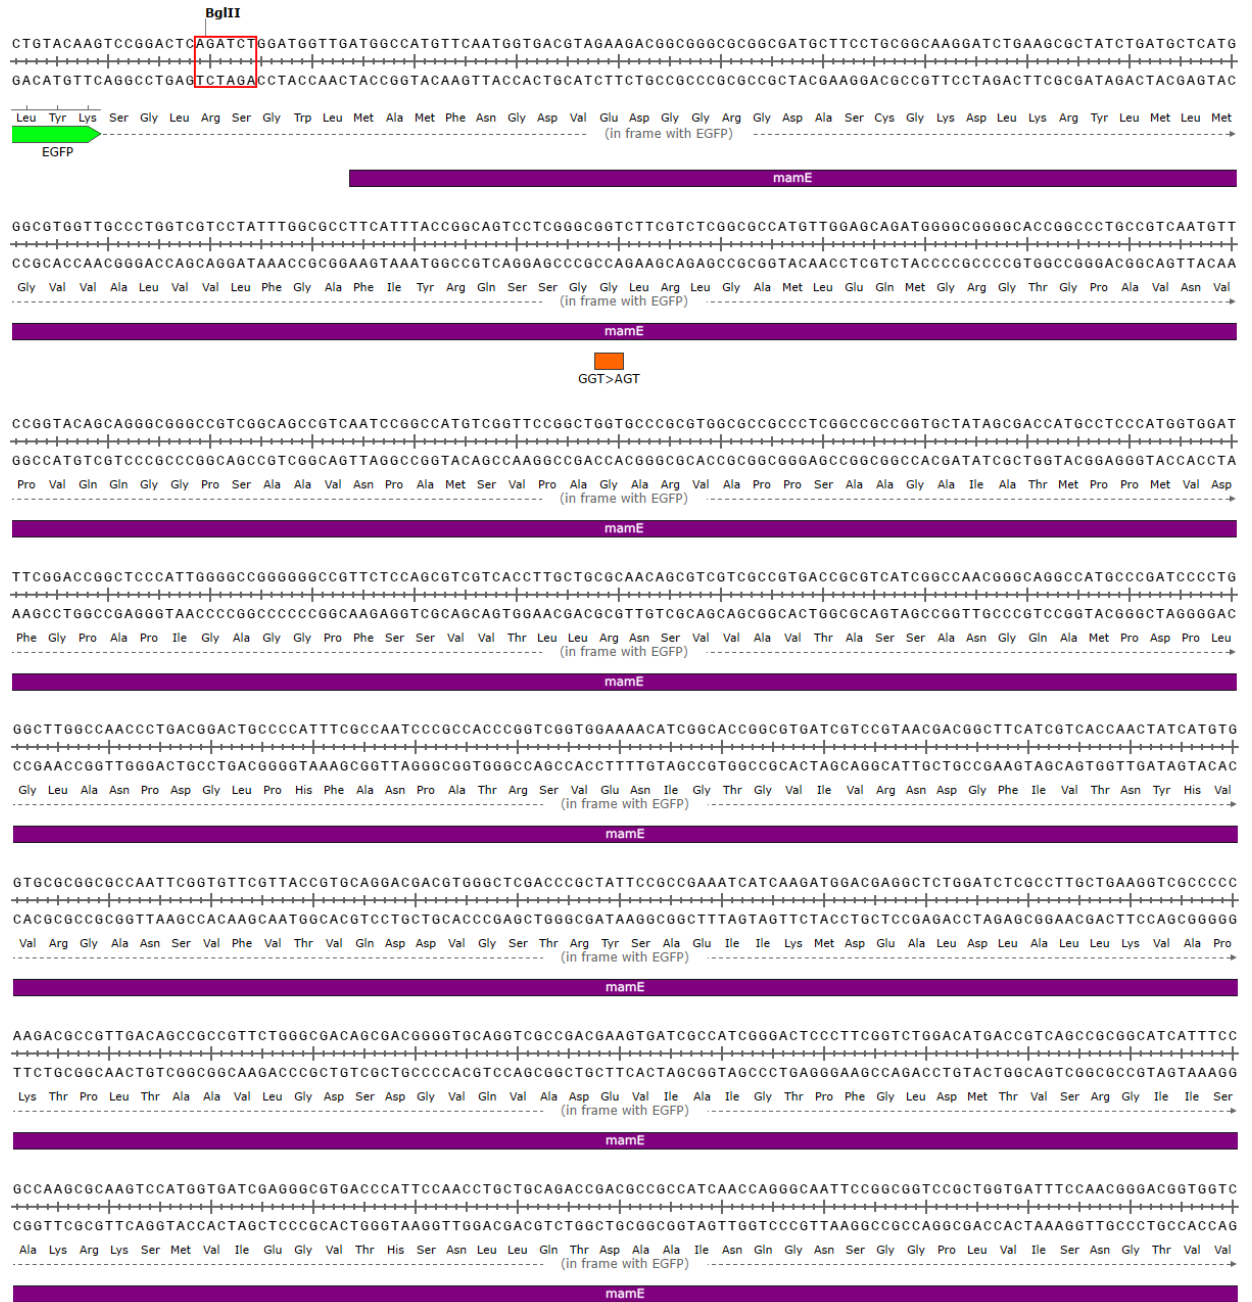 BglII
CTGTACAAGTCCGGACTCAGATCTGGATGGTTGATGGCCATGTTCAATGGTGACGTAGAAGACGGCGGGCGCGGCGATGCTTCCTGCGGCAAGGATCTGAAGCGCTATCTGATGCTCATG
GACATGTTCAGGCCTGAGTCTAGACCTACCAACTACCGGTACAAGTTACCACTGCATCTTCTGCCGCCCGCGCCGCTACGAAGGACGCCGTTCCTAGACTTCGCGATAGACTACGAGTAC
Leu Tyr Lys Ser Gly Leu Arg Ser Gly Trp Leu Met Ala Met Phe Asn Gly Asp Val Glu Asp Gly Gly Arg Gly Asp Ala Ser Cys Gly Lys Asp Leu Lys Arg Tyr Leu Met Leu Met
(in frame with EGFP)
EGFP
mamE
GGCGTGGTTGCCCTGGTCGTCCTATTTGGCGCCTTCATTTACCGGCAGTCCTCGGGCGGTCTTCGTCTCGGCGCCATGTTGGAGCAGATGGGGCGGGGCACCGGCCCTGCCGTCAATGTT
CCGCACCAACGGGACCAGCAGGATAAACCGCGGAAGTAAATGGCCGTCAGGAGCCCGCCAGAAGCAGAGCCGCGGTACAACCTCGTCTACCCCGCCCCGTGGCCGGGACGGCAGTTACAA
Gly Val Val Ala Leu Val Val Leu Phe Gly Ala Phe Ile Tyr Arg Gln Ser Ser Gly Gly Leu Arg Leu Gly Ala Met Leu Glu Gln Met Gly Arg Gly Thr Gly Pro Ala Val Asn Val
(in frame with EGFP)
mamE
GGT>AGT
CCGGTACAGCAGGGCGGGCCGTCGGCAGCCGTCAATCCGGCCATGTCGGTTCCGGCTGGTGCCCGCGTGGCGCCGCCCTCGGCCGCCGGTGCTATAGCGACCATGCCTCCCATGGTGGAT
GGCCATGTCGTCCCGCCCGGCAGCCGTCGGCAGTTAGGCCGGTACAGCCAAGGCCGACCACGGGCGCACCGCGGCGGGAGCCGGCGGCCACGATATCGCTGGTACGGAGGGTACCACCTA
Pro Val Gln Gln Gly Gly Pro Ser Ala Ala Val Asn Pro Ala Met Ser Val Pro Ala Gly Ala Arg Val Ala Pro Pro Ser Ala Ala Gly Ala Ile Ala Thr Met Pro Pro Met Val Asp
(in frame with EGFP)
mamE
TTCGGACCGGCTCCCATTGGGGCCGGGGGGCCGTTCTCCAGCGTCGTCACCTTGCTGCGCAACAGCGTCGTCGCCGTGACCGCGTCATCGGCCAACGGGCAGGCCATGCCCGATCCCCTG
AAGCCTGGCCGAGGGTAACCCCGGCCCCCCGGCAAGAGGTCGCAGCAGTGGAACGACGCGTTGTCGCAGCAGCGGCACTGGCGCAGTAGCCGGTTGCCCGTCCGGTACGGGCTAGGGGAC
Phe Gly Pro Ala Pro Ile Gly Ala Gly Gly Pro Phe Ser Ser Val Val Thr Leu Leu Arg Asn Ser Val Val Ala Val Thr Ala Ser Ser Ala Asn Gly Gln Ala Met Pro Asp Pro Leu
(in frame with EGFP)
mamE
GGCTTGGCCAACCCTGACGGACTGCCCCATTTCGCCAATCCCGCCACCCGGTCGGTGGAAAACATCGGCACCGGCGTGATCGTCCGTAACGACGGCTTCATCGTCACCAACTATCATGTG
CCGAACCGGTTGGGACTGCCTGACGGGGTAAAGCGGTTAGGGCGGTGGGCCAGCCACCTTTTGTAGCCGTGGCCGCACTAGCAGGCATTGCTGCCGAAGTAGCAGTGGTTGATAGTACAC
Gly Leu Ala Asn Pro Asp Gly Leu Pro His Phe Ala Asn Pro Ala Thr Arg Ser Val Glu Asn Ile Gly Thr Gly Val Ile Val Arg Asn Asp Gly Phe Ile Val Thr Asn Tyr His Val
(in frame with EGFP)
mamE
GTGCGCGGCGCCAATTCGGTGTTCGTTACCGTGCAGGACGACGTGGGCTCGACCCGCTATTCCGCCGAAATCATCAAGATGGACGAGGCTCTGGATCTCGCCTTGCTGAAGGTCGCCCCC
CACGCGCCGCGGTTAAGCCACAAGCAATGGCACGTCCTGCTGCACCCGAGCTGGGCGATAAGGCGGCTTTAGTAGTTCTACCTGCTCCGAGACCTAGAGCGGAACGACTTCCAGCGGGGG
Val Arg Gly Ala Asn Ser Val Phe Val Thr Val Gln Asp Asp Val Gly Ser Thr Arg Tyr Ser Ala Glu Ile Ile Lys Met Asp Glu Ala Leu Asp Leu Ala Leu Leu Lys Val Ala Pro
(in frame with EGFP)
mamE
AAGACGCCGTTGACAGCCGCCGTTCTGGGCGACAGCGACGGGGTGCAGGTCGCCGACGAAGTGATCGCCATCGGGACTCCCTTCGGTCTGGACATGACCGTCAGCCGCGGCATCATTTCC
TTCTGCGGCAACTGTCGGCGGCAAGACCCGCTGTCGCTGCCCCACGTCCAGCGGCTGCTTCACTAGCGGTAGCCCTGAGGGAAGCCAGACCTGTACTGGCAGTCGGCGCCGTAGTAAAGG
Lys Thr Pro Leu Thr Ala Ala Val Leu Gly Asp Ser Asp Gly Val Gln Val Ala Asp Glu Val Ile Ala Ile Gly Thr Pro Phe Gly Leu Asp Met Thr Val Ser Arg Gly Ile Ile Ser
(in frame with EGFP)
mamE
GCCAAGCGCAAGTCCATGGTGATCGAGGGCGTGACCCATTCCAACCTGCTGCAGACCGACGCCGCCATCAACCAGGGCAATTCCGGCGGTCCGCTGGTGATTTCCAACGGGACGGTGGTC
CGGTTCGCGTTCAGGTACCACTAGCTCCCGCACTGGGTAAGGTTGGACGACGTCTGGCTGCGGCGGTAGTTGGTCCCGTTAAGGCCGCCAGGCGACCACTAAAGGTTGCCCTGCCACCAG
Ala Lys Arg Lys Ser Met Val Ile Glu Gly Val Thr His Ser Asn Leu Leu Gln Thr Asp Ala Ala Ile Asn Gln Gly Asn Ser Gly Gly Pro Leu Val Ile Ser Asn Gly Thr Val Val
(in frame with EGFP)
mamE